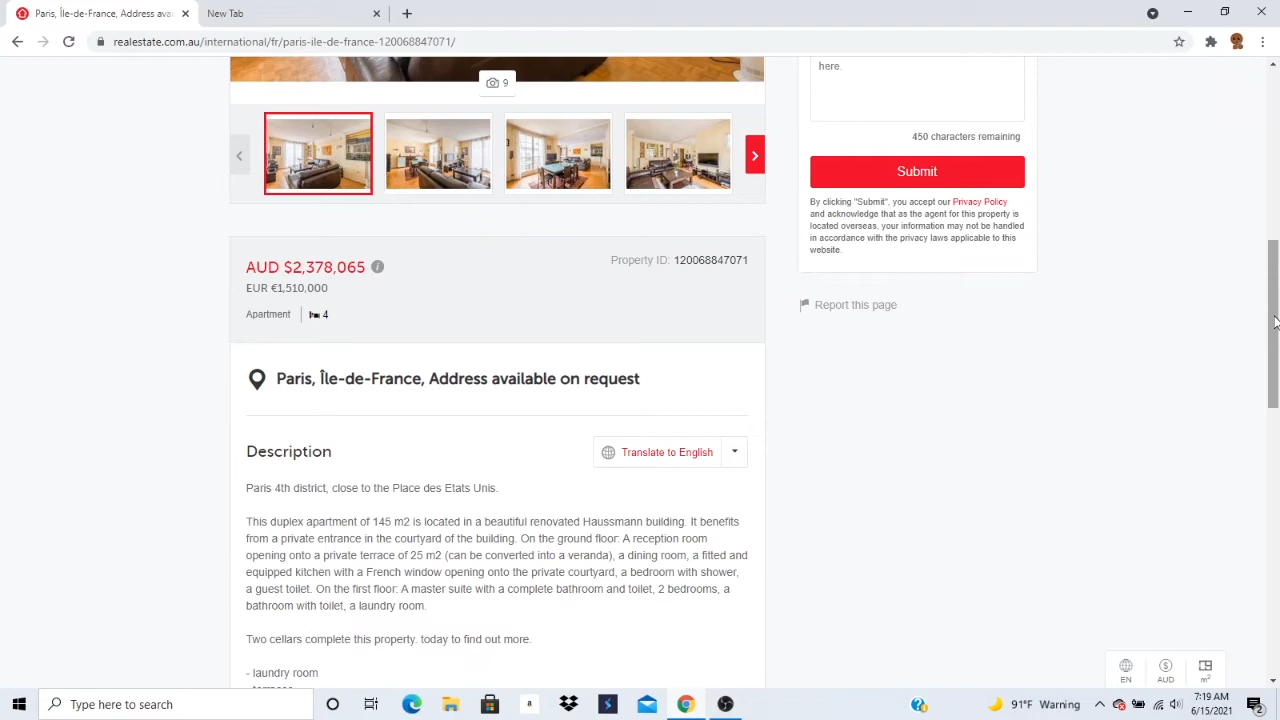 Paris, Île-de-France, Address ava
New Tab
realestate.com.au/international/fr/paris-ile-de-france-120068847071/
9
here.
450 characters remaining
Submit
By clicking "Submit", you accept our Privacy Policy
and acknowledge that as the agent for this property is
located overseas, your information may not be handled
in accordance with the privacy laws applicable to this
website.
Report this page
AUD $2,378,065
Property ID: 120068847071
EUR €1,510,000
Apartment
4
Paris, Île-de-France, Address available on request
Description
Translate to English
Paris 4th district, close to the Place des Etats Unis.
This duplex apartment of 145 m2 is located in a beautiful renovated Haussmann building. It benefits
from a private entrance in the courtyard of the building. On the ground floor: A reception room
opening onto a private terrace of 25 m2 (can be converted into a veranda), a dining room, a fitted and
equipped kitchen with a French window opening onto the private courtyard, a bedroom with shower,
a guest toilet. On the first floor: A master suite with a complete bathroom and toilet, 2 bedrooms, a
bathroom with toilet, a laundry room.
Two cellars complete this property. today to find out more.
- laundry room
- terrace
EN
AUD
m²
Type here to search
a
91°F Warning
7:19 AM
6/15/2021
2